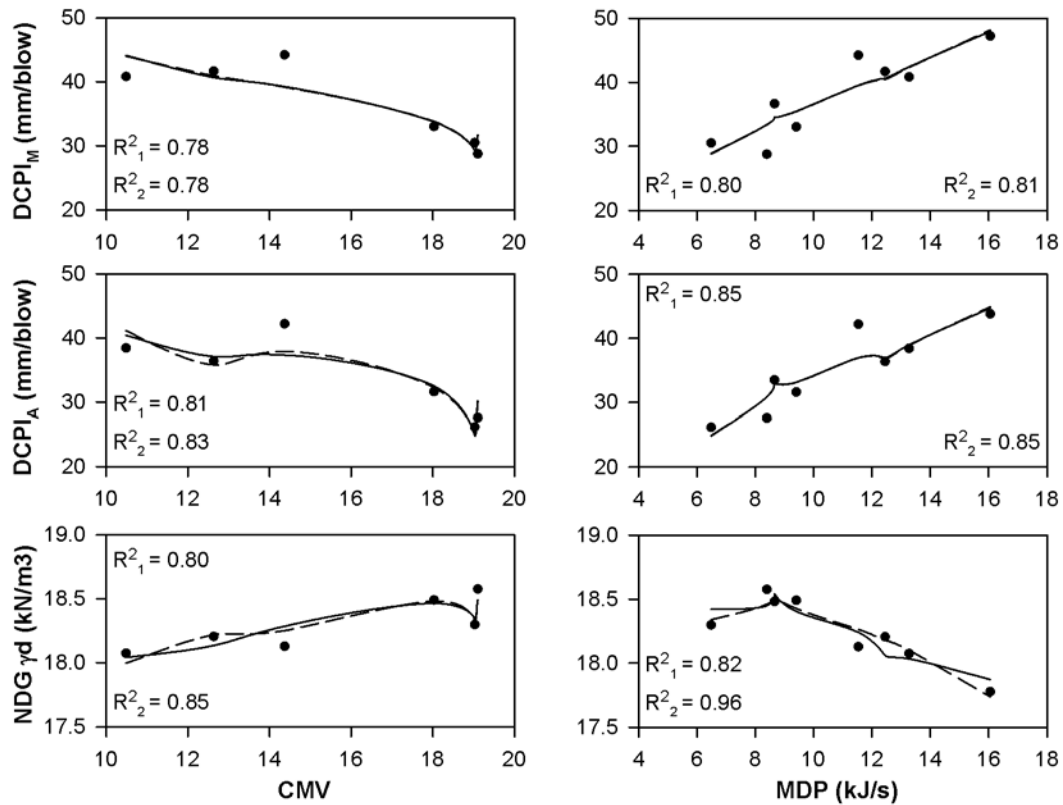 DCPI_M (mm/blow)
50
40
30
20
R²₁ = 0.78
R²₂ = 0.78
10 12 14 16 18 20
50
40
30
20
R²₁ = 0.80
R²₂ = 0.81
4 6 8 10 12 14 16 18
DCPI_A (mm/blow)
50
40
30
20
R²₁ = 0.81
R²₂ = 0.83
10 12 14 16 18 20
50
40
30
20
R²₁ = 0.85
R²₂ = 0.85
4 6 8 10 12 14 16 18
NDG γd (kN/m3)
19.0
18.5
18.0
17.5
R²₁ = 0.80
R²₂ = 0.85
10 12 14 16 18 20
CMV
19.0
18.5
18.0
17.5
R²₁ = 0.82
R²₂ = 0.96
4 6 8 10 12 14 16 18
MDP (kJ/s)